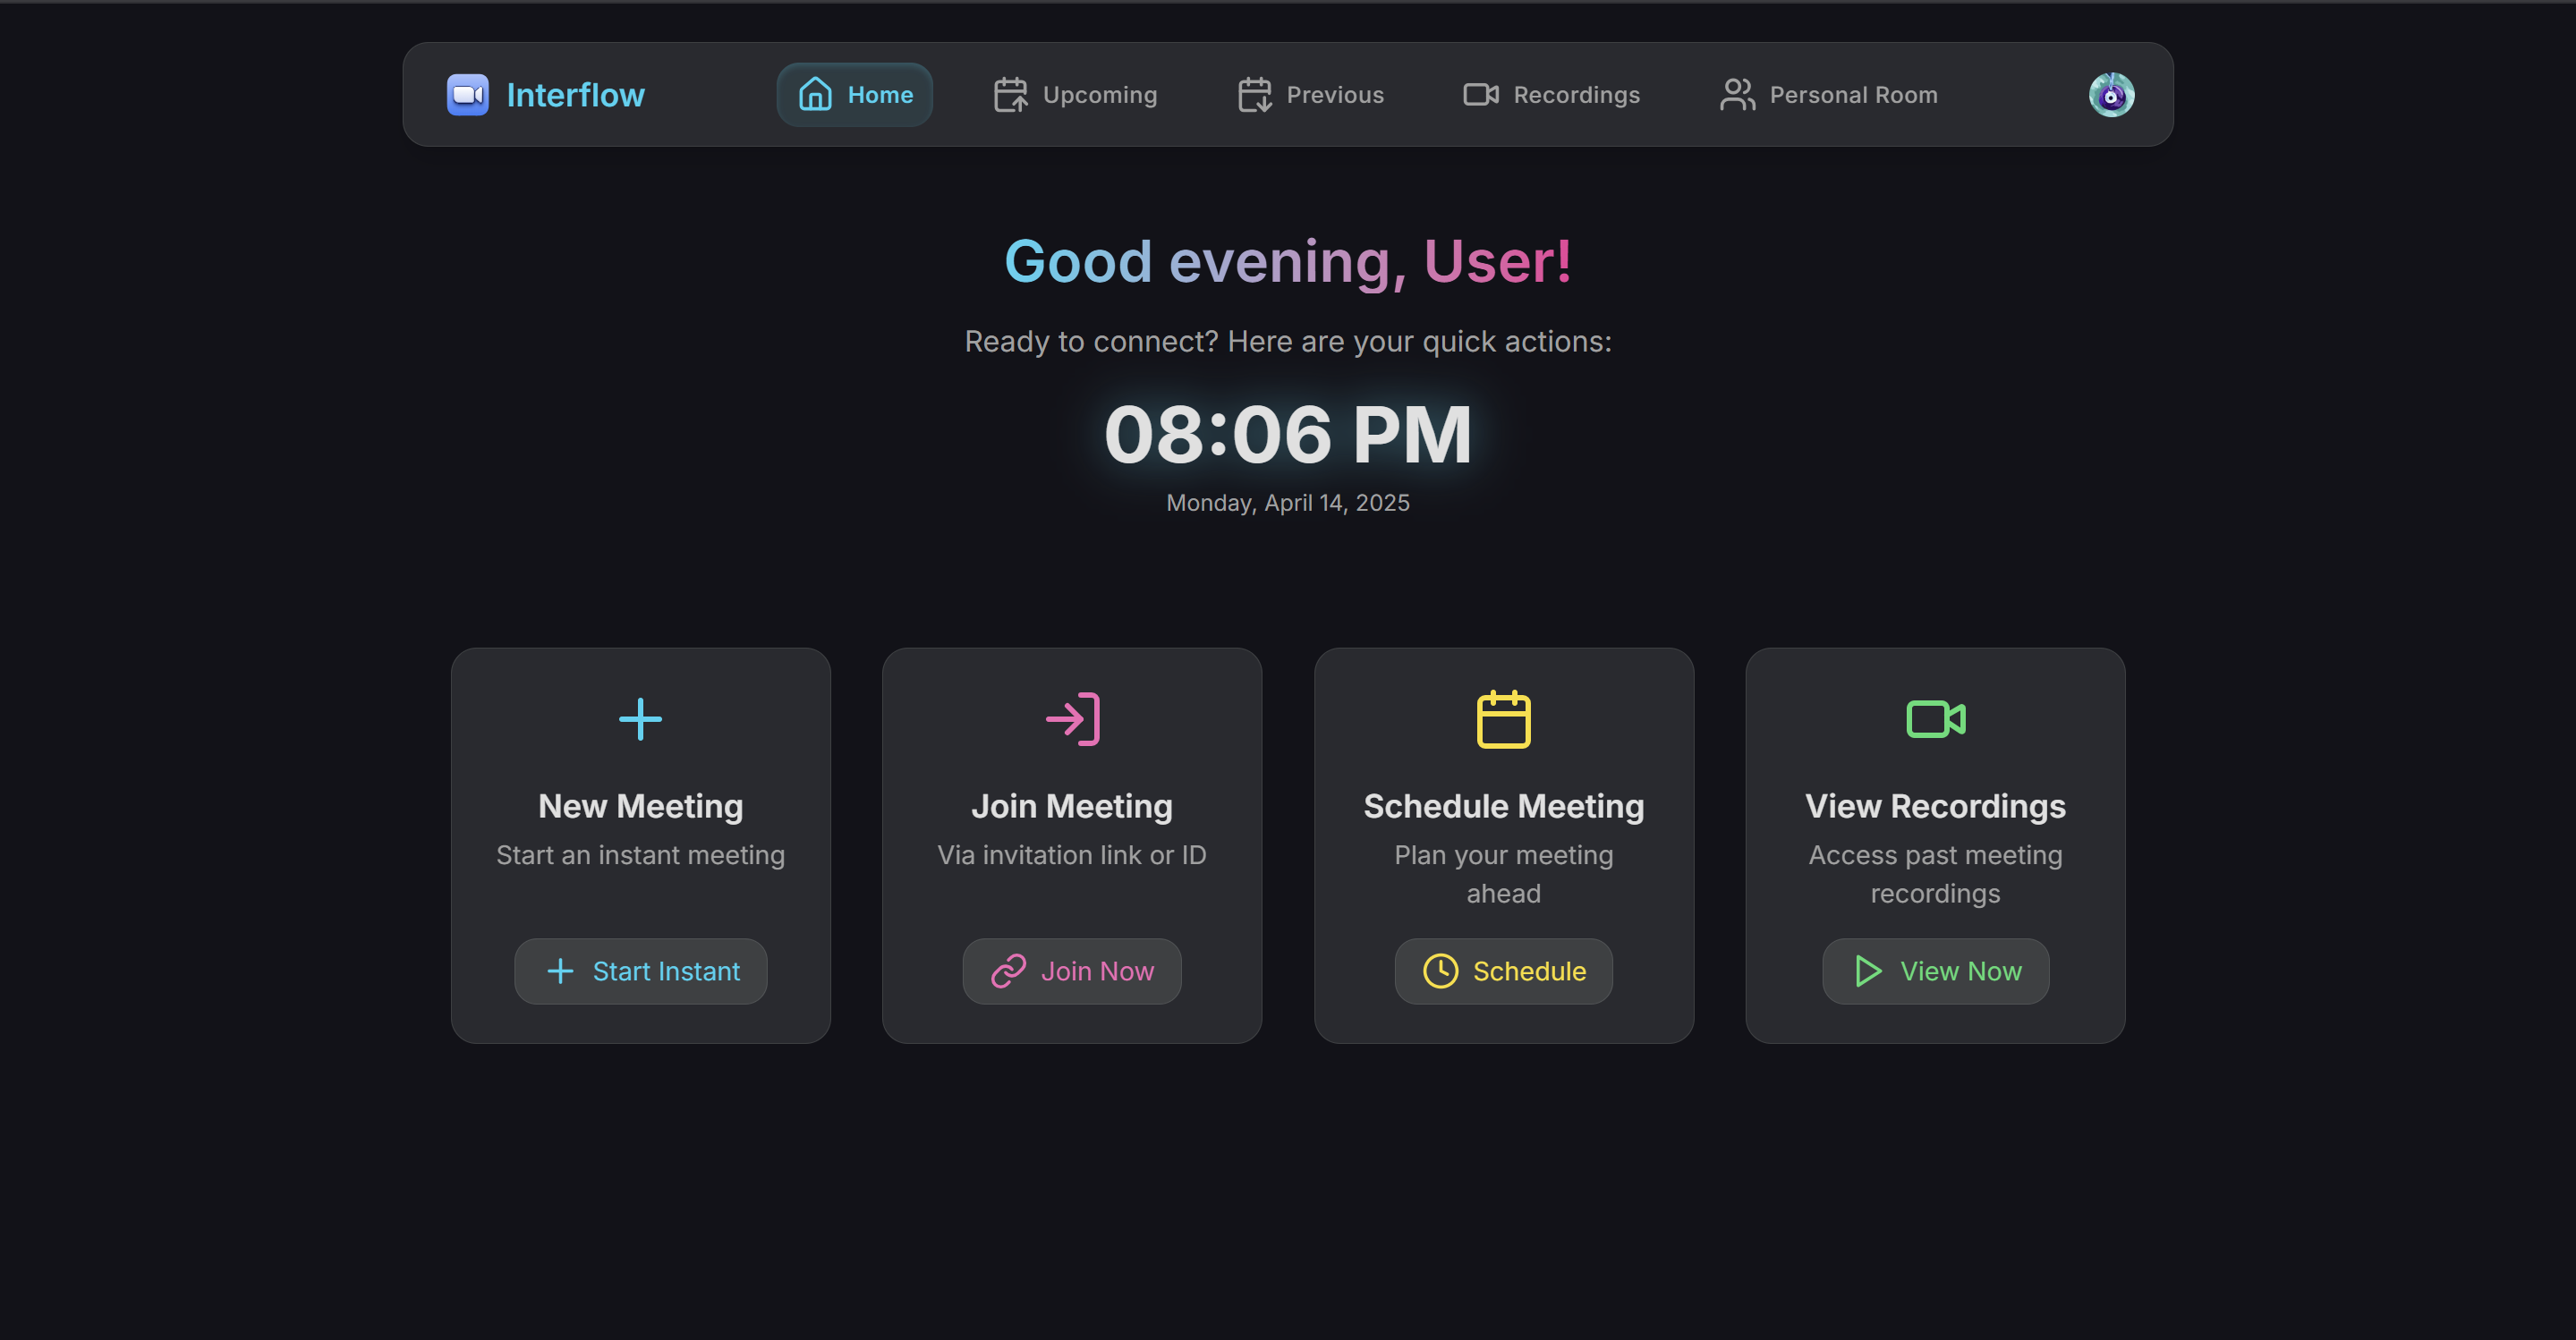 Interflow
Home
Upcoming
Previous
Recordings
Personal Room
Good evening, User!
Ready to connect? Here are your quick actions:
08:06 PM
Monday, April 14, 2025
New Meeting
Start an instant meeting
Start Instant
Join Meeting
Via invitation link or ID
Join Now
Schedule Meeting
Plan your meeting
ahead
Schedule
View Recordings
Access past meeting
recordings
View Now